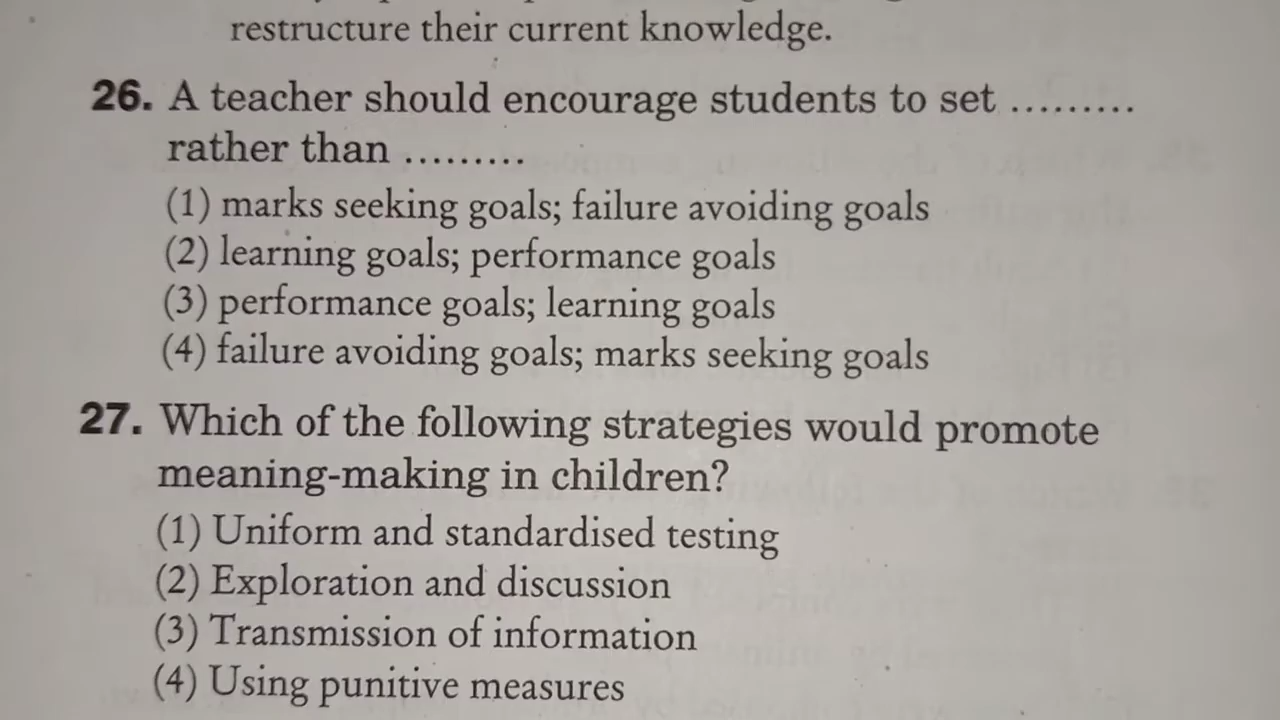 restructure their current knowledge.
26. A teacher should encourage students to set .........
rather than .........
(1) marks seeking goals; failure avoiding goals
(2) learning goals; performance goals
(3) performance goals; learning goals
(4) failure avoiding goals; marks seeking goals
27. Which of the following strategies would promote
meaning-making in children?
(1) Uniform and standardised testing
(2) Exploration and discussion
(3) Transmission of information
(4) Using punitive measures